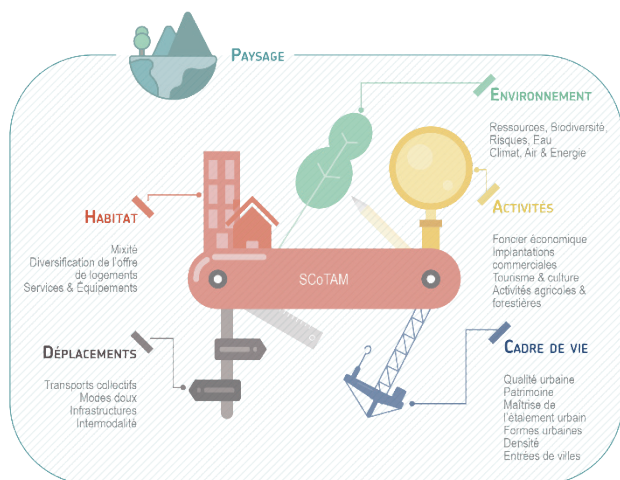 PAYSAGE
ENVIRONNEMENT
Ressources, Biodiversité,
Risques, Eau
Climat, Air & Energie
HABITAT
Mixité
Diversification de l'offre
de logements
Services & Équipements
ACTIVITÉS
Foncier économique
Implantations
commerciales
Tourisme & culture
Activités agricoles &
forestières
SCoTAM
DÉPLACEMENTS
Transports collectifs
Modes doux
Infrastructures
Intermodalité
CADRE DE VIE
Qualité urbaine
Patrimoine
Maîtrise de
l'étalement urbain
Formes urbaines
Densité
Entrées de villes